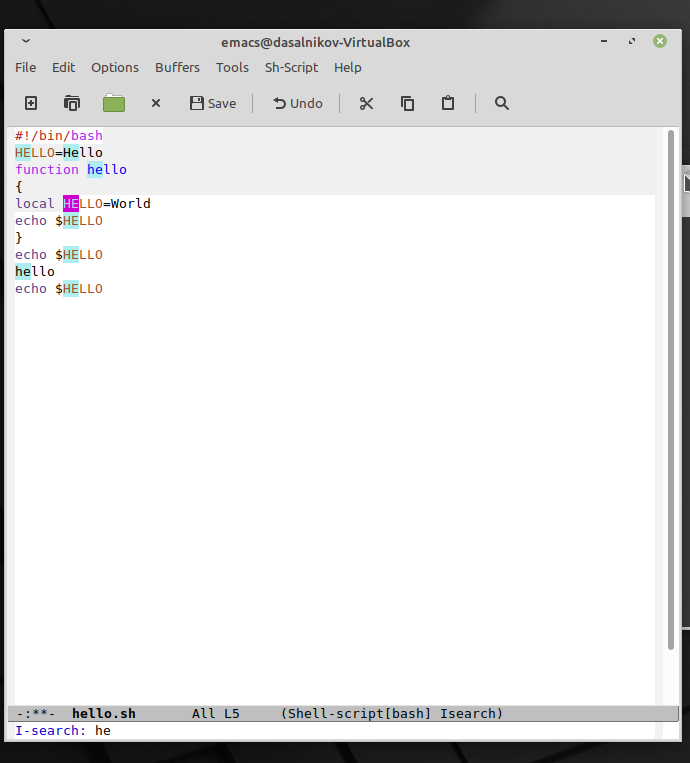 emacs@dasalnikov-VirtualBox
File Edit Options Buffers Tools Sh-Script Help
Save Undo
#!/bin/bash
HELLO=Hello
function hello
{
local HELLO=World
echo $HELLO
}
echo $HELLO
hello
echo $HELLO
-:**-  hello.sh       All L5     (Shell-script[bash] Isearch)
I-search: he